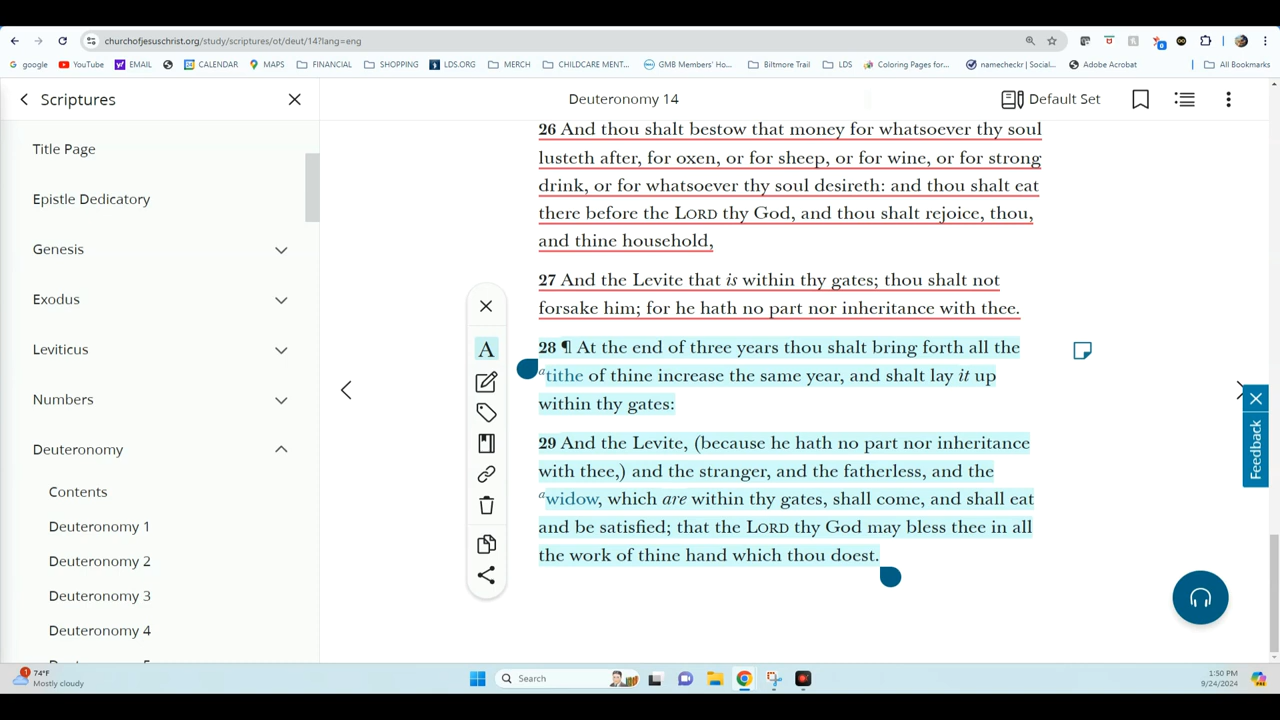 churchofjesuschrist.org/study/scriptures/ot/deut/14?lang=eng
google YouTube EMAIL CALENDAR MAPS FINANCIAL SHOPPING LDS.ORG MERCH CHILDCARE MENT... GMB Members' Ho... Biltmore Trail LDS Coloring Pages for... namecheckr | Social... Adobe Acrobat All Bookmarks
Scriptures
Deuteronomy 14
Default Set
Title Page
Epistle Dedicatory
Genesis
Exodus
Leviticus
Numbers
Deuteronomy
Contents
Deuteronomy 1
Deuteronomy 2
Deuteronomy 3
Deuteronomy 4
26 And thou shalt bestow that money for whatsoever thy soul
lusteth after, for oxen, or for sheep, or for wine, or for strong
drink, or for whatsoever thy soul desireth: and thou shalt eat
there before the LORD thy God, and thou shalt rejoice, thou,
and thine household,
27 And the Levite that is within thy gates; thou shalt not
forsake him; for he hath no part nor inheritance with thee.
A
28 ¶ At the end of three years thou shalt bring forth all the
a tithe of thine increase the same year, and shalt lay it up
within thy gates:
29 And the Levite, (because he hath no part nor inheritance
with thee,) and the stranger, and the fatherless, and the
a widow, which are within thy gates, shall come, and shall eat
and be satisfied; that the LORD thy God may bless thee in all
the work of thine hand which thou doest.
Feedback
1
74°F
Mostly cloudy
Search
1:50 PM
9/24/2024